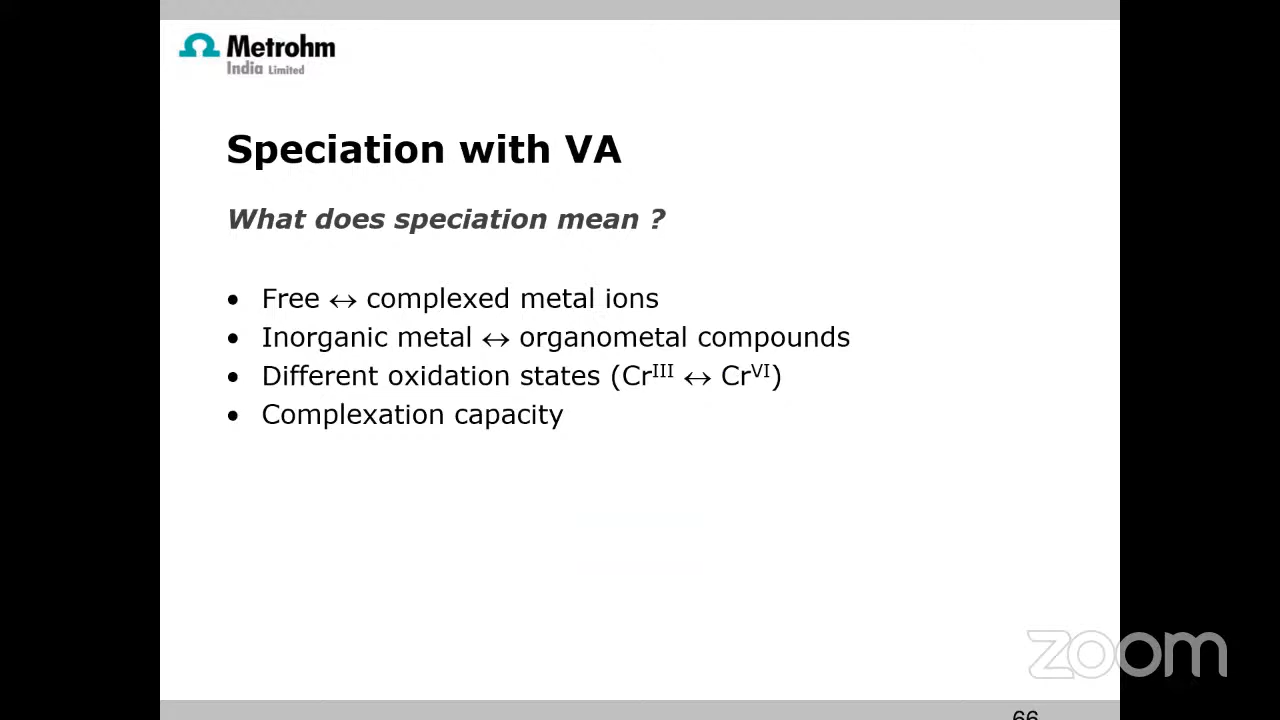 Metrohm
India Limited
Speciation with VA
What does speciation mean ?
• Free ↔ complexed metal ions
• Inorganic metal ↔ organometal compounds
• Different oxidation states (Crᴵᴵᴵ ↔ Crⱽᴵ)
• Complexation capacity
zoom
66